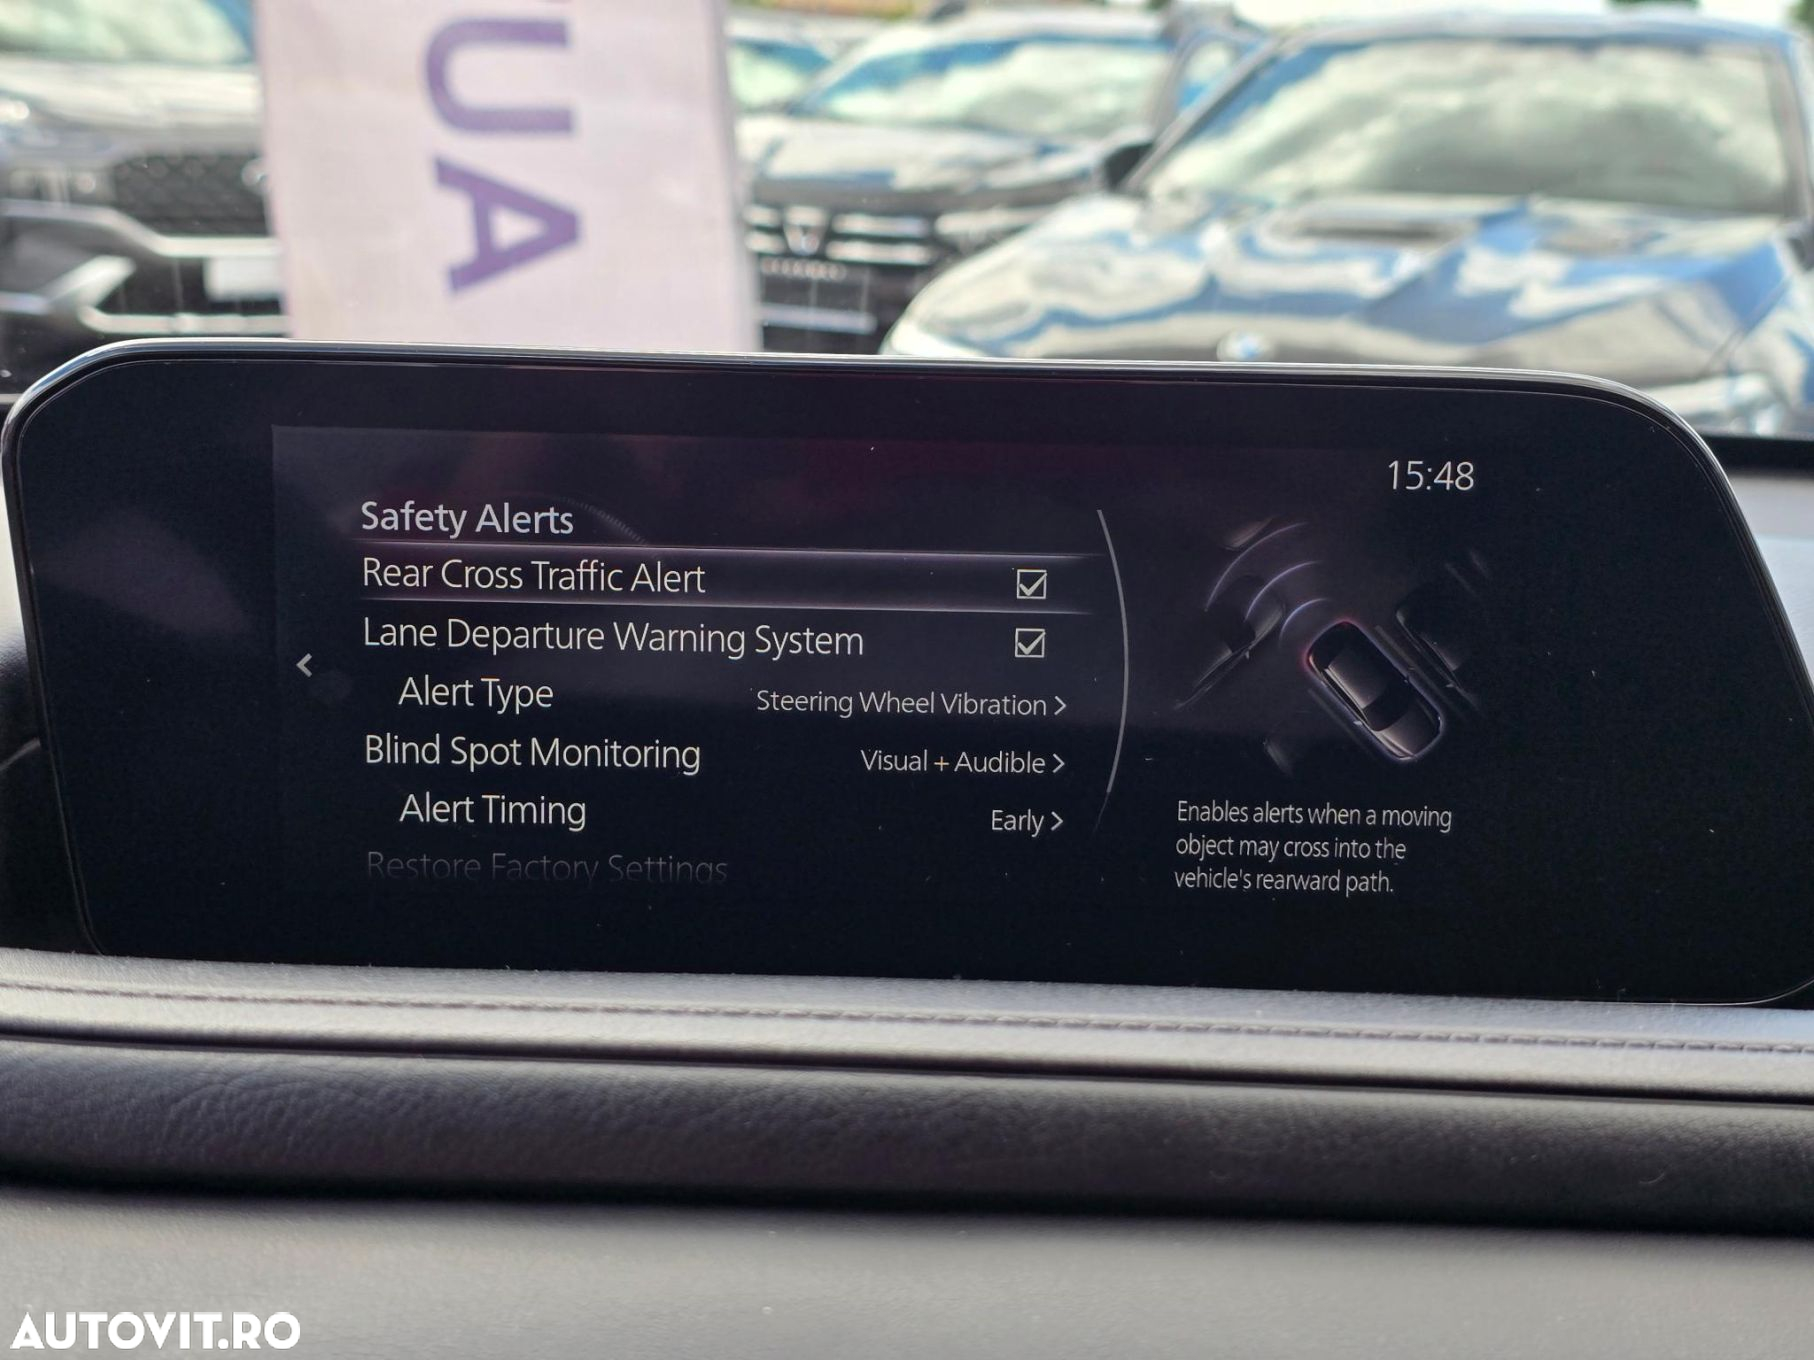 UA
15:48
Safety Alerts
Rear Cross Traffic Alert
Lane Departure Warning System
Alert Type Steering Wheel Vibration >
Blind Spot Monitoring Visual + Audible >
Alert Timing Early >
Restore Factory Settings
Enables alerts when a moving
object may cross into the
vehicle's rearward path.
AUTOVIT.RO